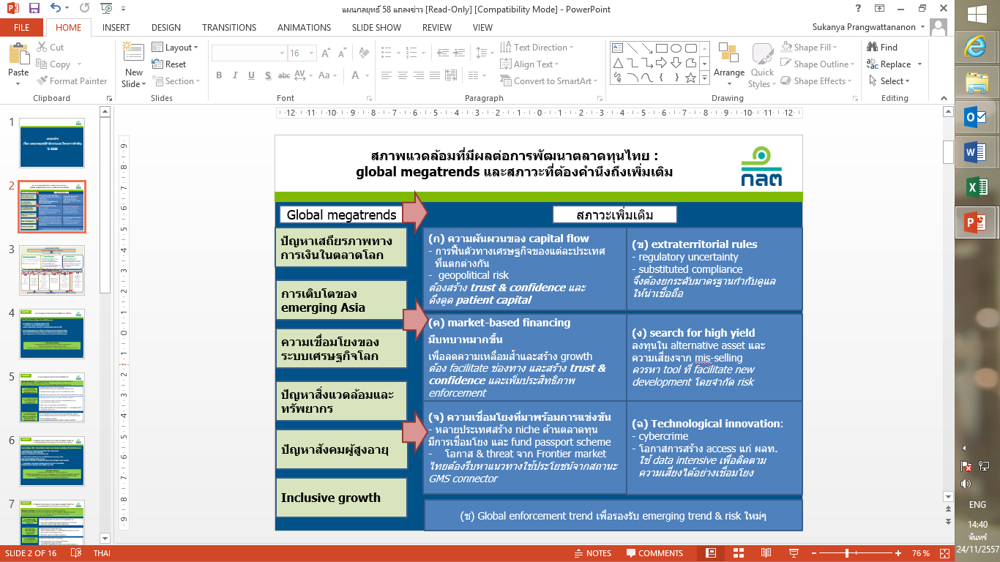 แผนกลยุทธ์ 58 แถลงข่าว [Read-Only] [Compatibility Mode] - PowerPoint
FILE
HOME
INSERT
DESIGN
TRANSITIONS
ANIMATIONS
SLIDE SHOW
REVIEW
VIEW
Sukanya Prangwattananon
Paste
Cut
Copy
Format Painter
Clipboard
New
Slide
Layout
Reset
Section
Slides
16
Font
Text Direction
Align Text
Convert to SmartArt
Paragraph
Arrange
Quick
Styles
Shape Fill
Shape Outline
Shape Effects
Drawing
Find
Replace
Select
Editing
1
2
3
4
5
6
7
สภาพแวดล้อมที่มีผลต่อการพัฒนาตลาดทุนไทย :
global megatrends และสภาวะที่ต้องคำนึงถึงเพิ่มเติม
กลต
Global megatrends
สภาวะเพิ่มเติม
ปัญหาเสถียรภาพทาง
การเงินในตลาดโลก
การเติบโตของ
emerging Asia
ความเชื่อมโยงของ
ระบบเศรษฐกิจโลก
ปัญหาสิ่งแวดล้อมและ
ทรัพยากร
ปัญหาสังคมผู้สูงอายุ
Inclusive growth
(ก) ความผันผวนของ capital flow
- การฟื้นตัวทางเศรษฐกิจของแต่ละประเทศ
ที่แตกต่างกัน
- geopolitical risk
ต้องสร้าง trust & confidence และ
ดึงดูด patient capital
(ข) extraterritorial rules
- regulatory uncertainty
- substituted compliance
จึงต้องยกระดับมาตรฐานกำกับดูแล
ให้น่าเชื่อถือ
(ค) market-based financing
มีบทบาทมากขึ้น
เพื่อลดความเหลื่อมล้ำและสร้าง growth
ต้อง facilitate ช่องทาง และสร้าง trust &
confidence และเพิ่มประสิทธิภาพ
enforcement
(ง) search for high yield
ลงทุนใน alternative asset และ
ความเสี่ยงจาก mis-selling
ควรหา tool ที่ facilitate new
development โดยจำกัด risk
(จ) ความเชื่อมโยงที่มาพร้อมการแข่งขัน
- หลายประเทศสร้าง niche ด้านตลาดทุน
มีการเชื่อมโยง และ fund passport scheme
- โอกาส & threat จาก Frontier market
ไทยต้องรีบหาแนวทางใช้ประโยชน์จากสถานะ
GMS connector
(ฉ) Technological innovation:
- cybercrime
- โอกาสการสร้าง access แก่ ผลท.
ใช้ data intensive เพื่อติดตาม
ความเสี่ยงได้อย่างเชื่อมโยง
(ช) Global enforcement trend เพื่อรองรับ emerging trend & risk ใหม่ๆ
SLIDE 2 OF 16
THAI
NOTES
COMMENTS
76 %
ENG
14:40
จันทร์
24/11/2557